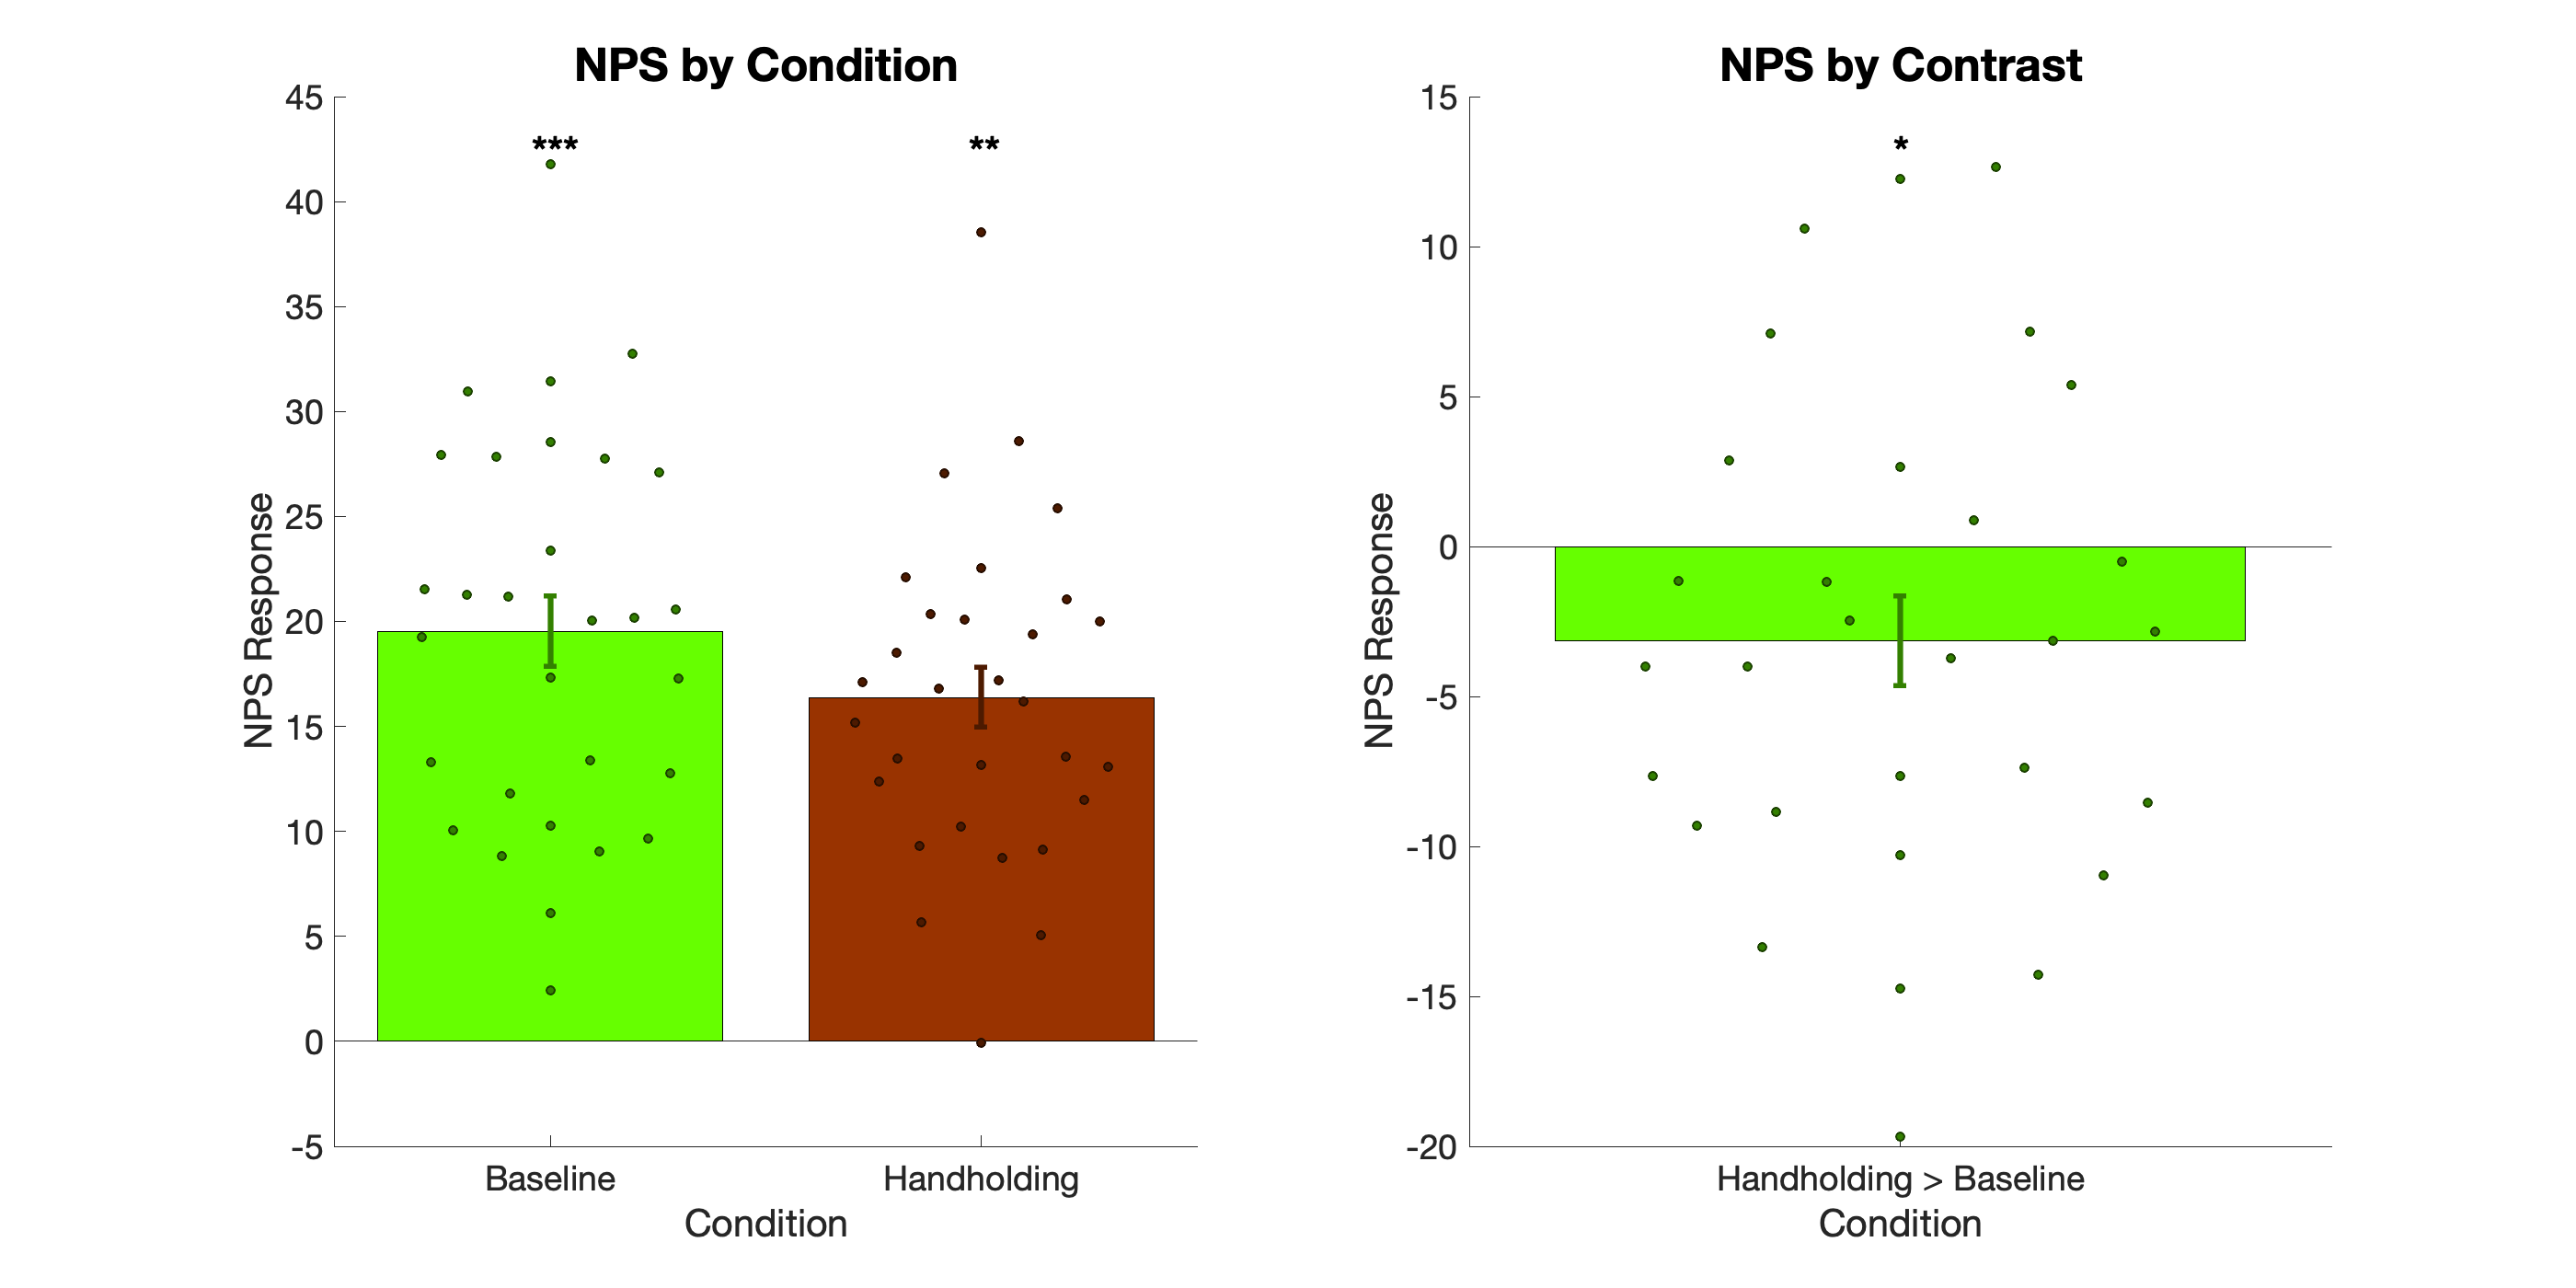 NPS by Condition
45
40
35
30
25
20
15
10
5
0
-5
NPS Response
***
**
Baseline
Handholding
Condition
NPS by Contrast
15
10
5
0
-5
-10
-15
-20
NPS Response
*
Handholding > Baseline
Condition